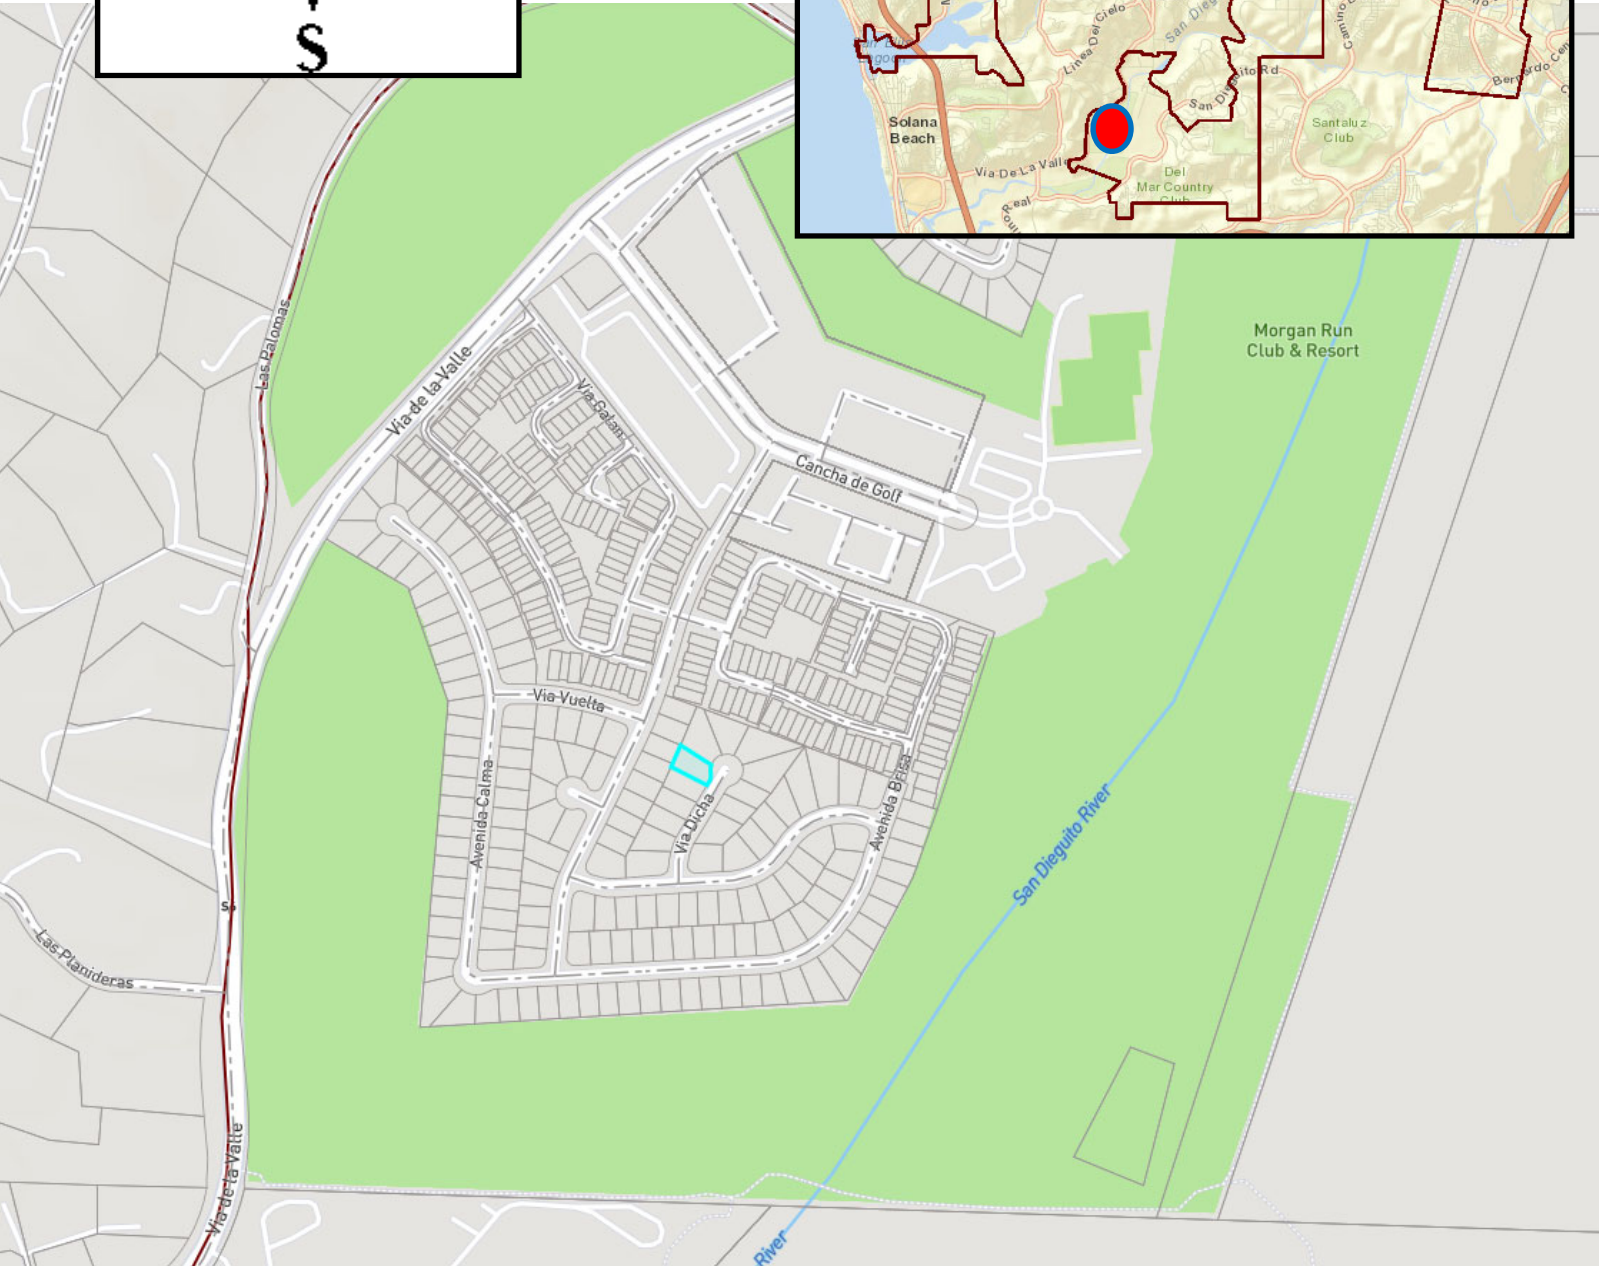 S
Solana
Beach
Linea Del Cielo
San Dieguito Rd
Santaluz
Club
Via De La Valle
Del
Mar Country
Club
Real
Morgan Run
Club & Resort
Las Palomas
Via de la Valle
Via Galan
Cancha de Golf
Via Vuelta
Avenida Calma
Via Dicha
Avenida Brisa
San Dieguito River
Las Planideras
Via de la Valle
River